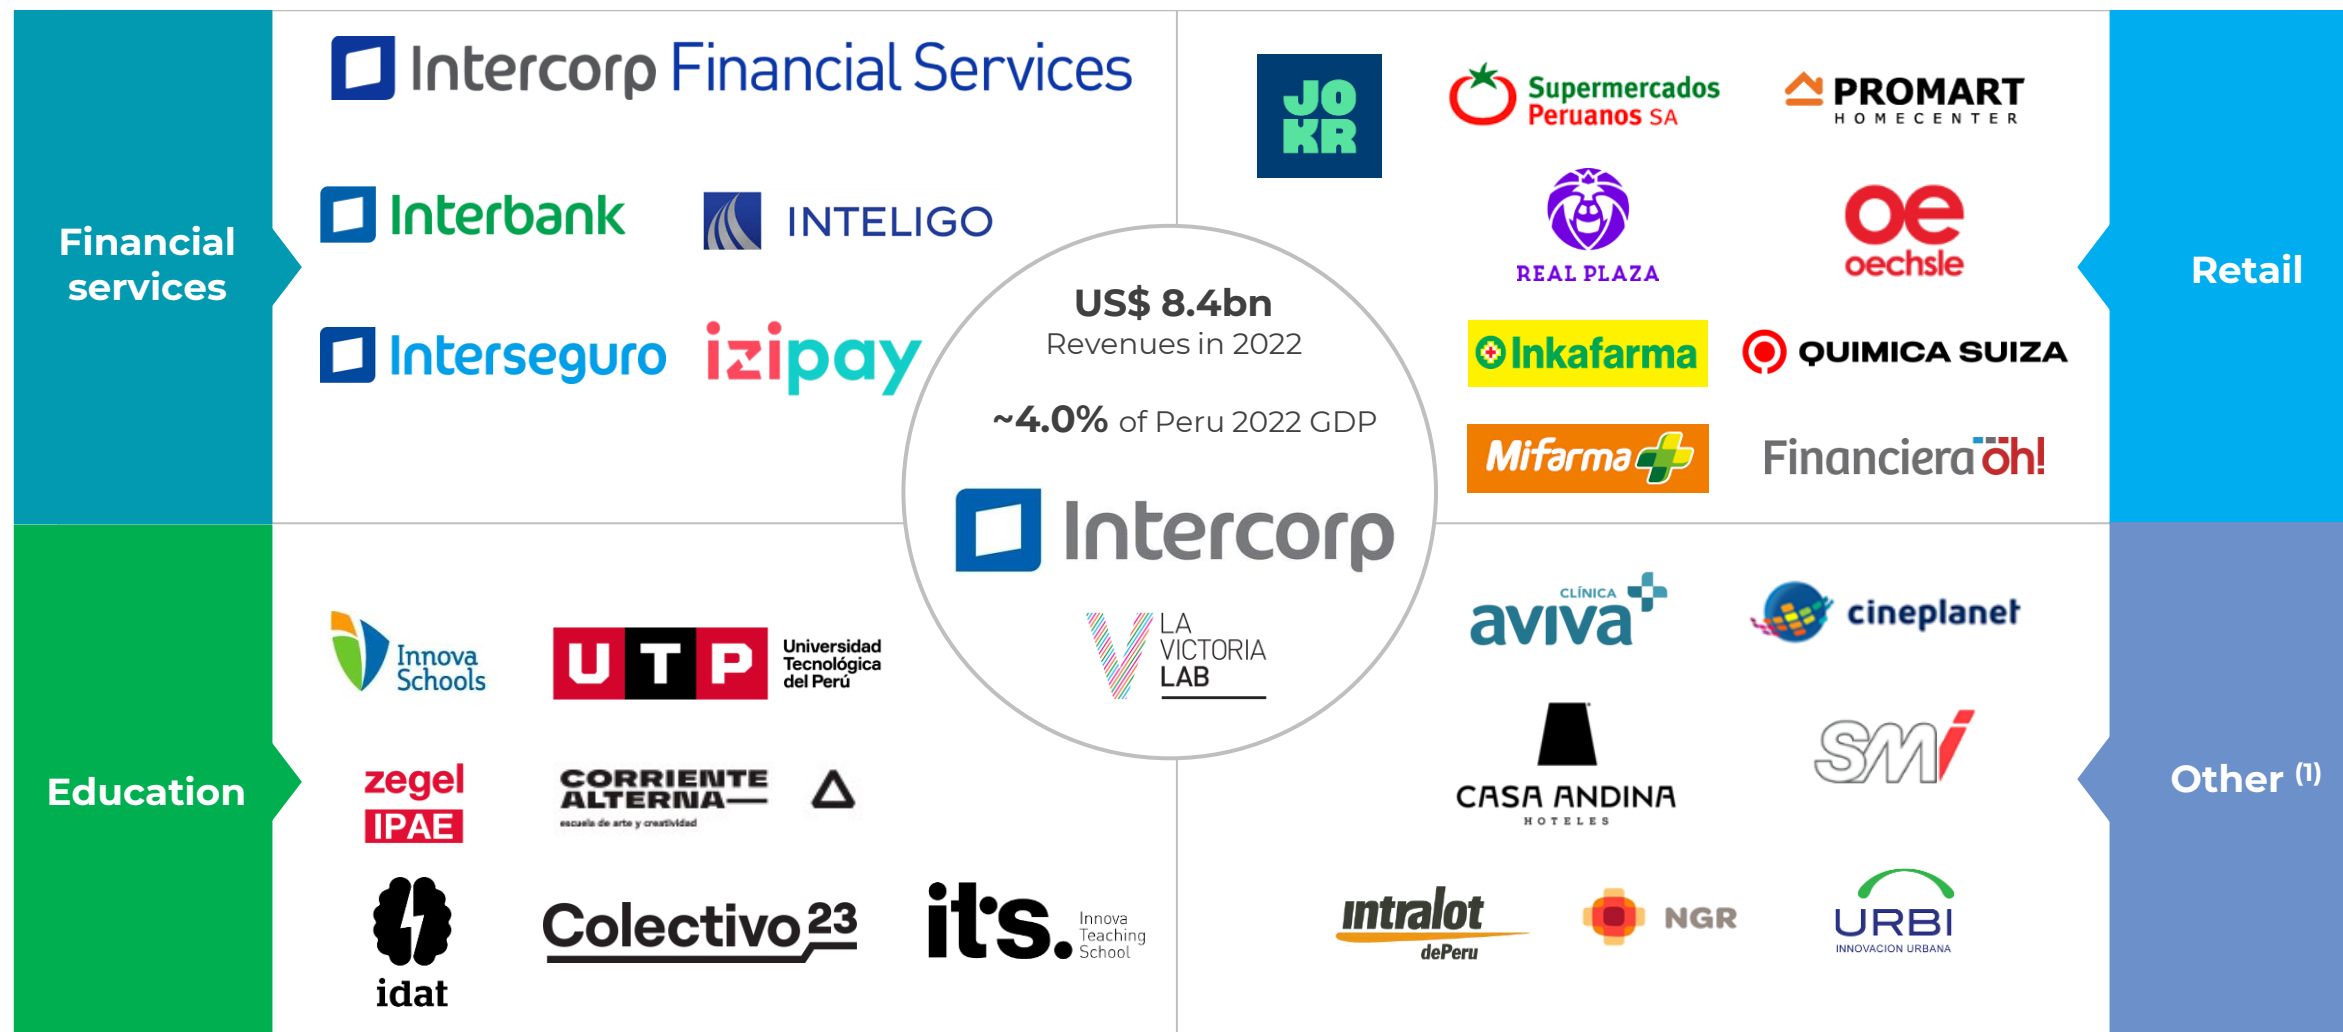 Financial
services
Intercorp Financial Services
Interbank
INTELIGO
Interseguro
izipay
JO
KR
Supermercados
Peruanos SA
PROMART
HOMECENTER
REAL PLAZA
oe
oechsle
Inkafarma
QUIMICA SUIZA
Mifarma
Financiera oh!
Retail
US$ 8.4bn
Revenues in 2022
~4.0% of Peru 2022 GDP
Intercorp
LA
VICTORIA
LAB
Education
Innova
Schools
UTP
Universidad
Tecnológica
del Perú
zegel
IPAE
CORRIENTE
ALTERNA
escuela de arte y creatividad
idat
Colectivo 23
it's.
Innova
Teaching
School
CLÍNICA
aviva
cineplanet
CASA ANDINA
HOTELES
SMi
intralot
dePeru
NGR
URBI
INNOVACION URBANA
Other (1)